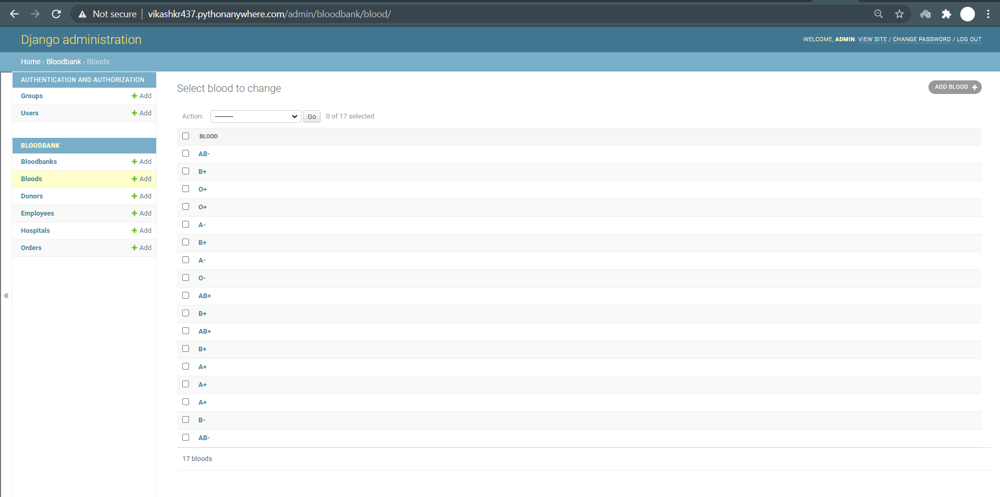 Not secure | vikashkr437.pythonanywhere.com/admin/bloodbank/blood/
Django administration
WELCOME, ADMIN. VIEW SITE / CHANGE PASSWORD / LOG OUT
Home › Bloodbank › Bloods
AUTHENTICATION AND AUTHORIZATION
Groups + Add
Users + Add
BLOODBANK
Bloodbanks + Add
Bloods + Add
Donors + Add
Employees + Add
Hospitals + Add
Orders + Add
«
Select blood to change
ADD BLOOD +
Action: --------- Go 0 of 17 selected
BLOOD
AB-
B+
O+
O+
A-
B+
A-
O-
AB+
B+
AB+
B+
A+
A+
A+
B-
AB-
17 bloods